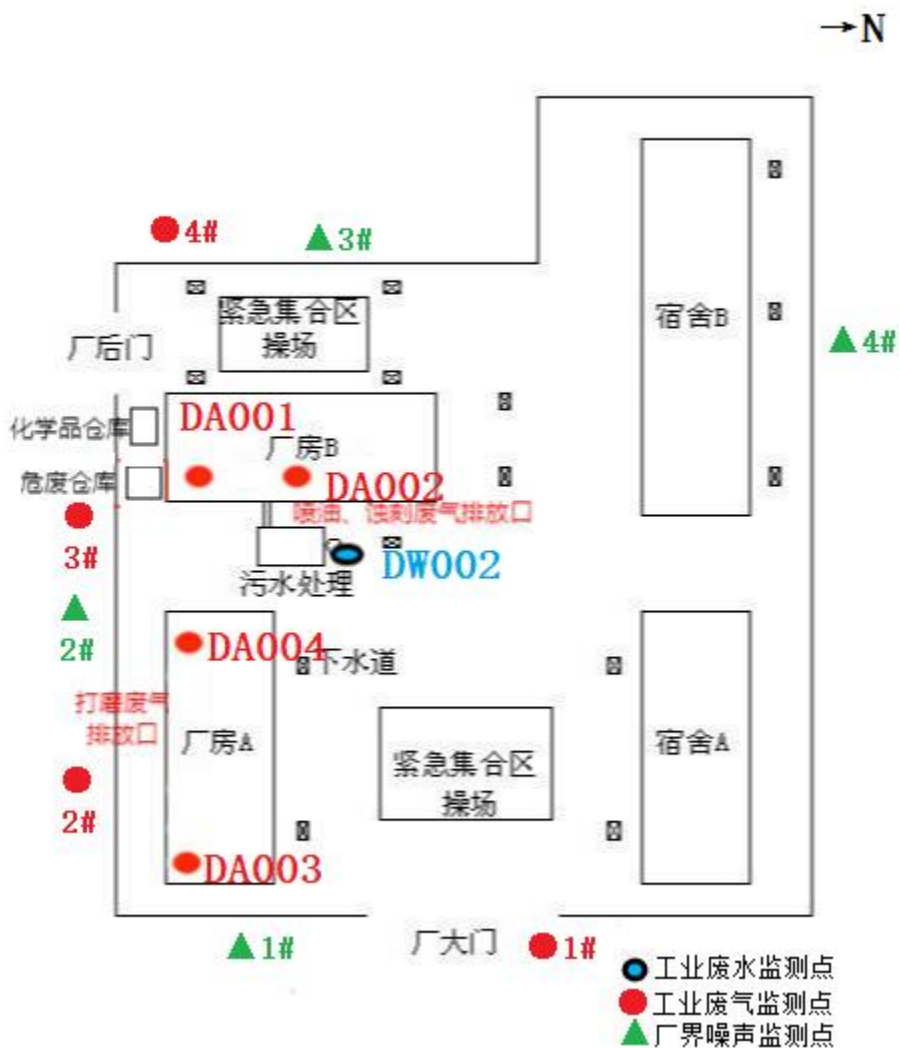 →N
4#
3#
紧急集合区
操场
宿舍B
厂后门
4#
DA001
化学品仓库
厂房B
危废仓库
DA002
喷油、蚀刻废气排放口
3#
DW002
污水处理
2#
DA004
下水道
打磨废气
排放口
厂房A
紧急集合区
操场
宿舍A
2#
DA003
1#
厂大门
1#
工业废水监测点
工业废气监测点
厂界噪声监测点